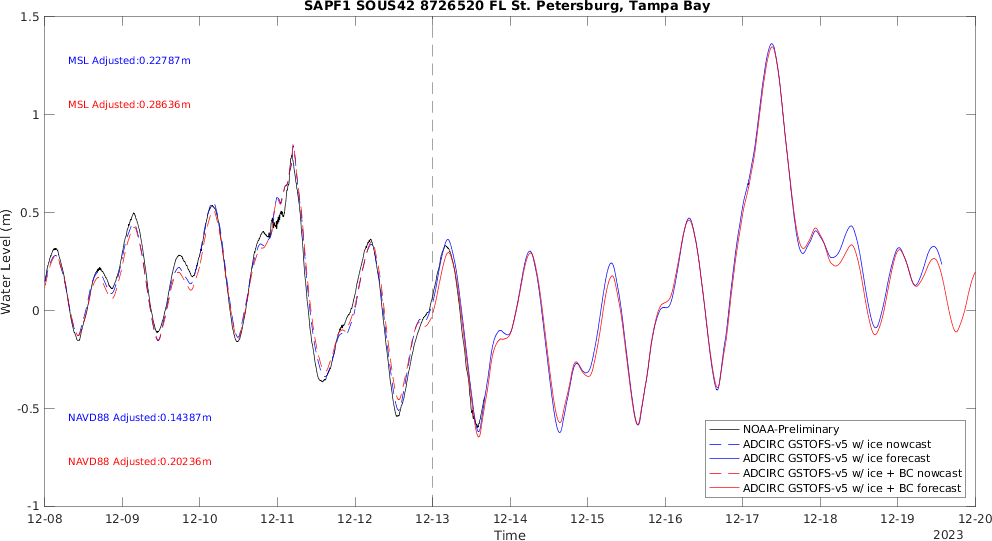 SAPF1 SOUS42 8726520 FL St. Petersburg, Tampa Bay
1.5
1
0.5
0
-0.5
-1
Water Level (m)
MSL Adjusted:0.22787m
MSL Adjusted:0.28636m
NAVD88 Adjusted:0.14387m
NAVD88 Adjusted:0.20236m
NOAA-Preliminary
ADCIRC GSTOFS-v5 w/ ice nowcast
ADCIRC GSTOFS-v5 w/ ice forecast
ADCIRC GSTOFS-v5 w/ ice + BC nowcast
ADCIRC GSTOFS-v5 w/ ice + BC forecast
12-08 12-09 12-10 12-11 12-12 12-13 12-14 12-15 12-16 12-17 12-18 12-19 12-20
Time
2023